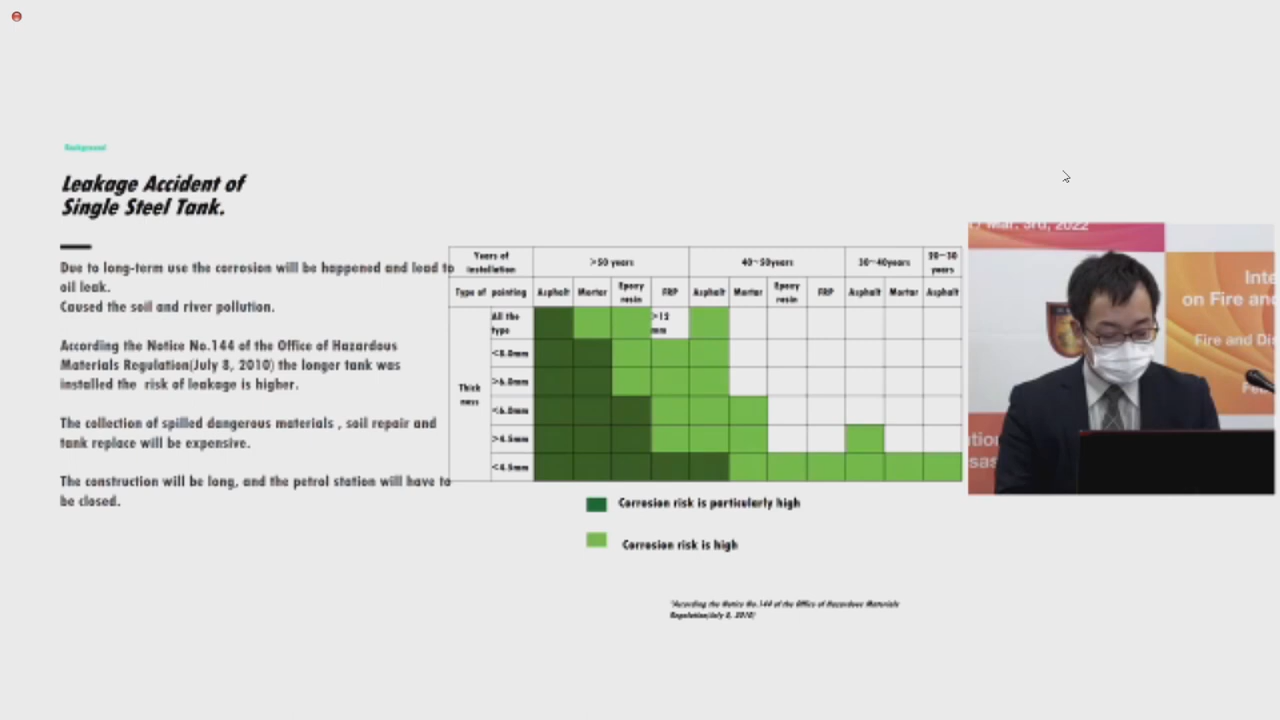 Background
Leakage Accident of
Single Steel Tank.
Due to long-term use the corrosion will be happened and lead to
oil leak.
Caused the soil and river pollution.
According the Notice No.144 of the Office of Hazardous
Materials Regulation(July 8, 2010) the longer tank was
installed the risk of leakage is higher.
The collection of spilled dangerous materials , soil repair and
tank replace will be expensive.
The construction will be long, and the petrol station will have to
be closed.
Years of
installation
>50 years
40~50years
30~40years
20~30
years
Type of painting
Asphalt
Mortar
Epoxy
resin
FRP
Asphalt
Mortar
Epoxy
resin
FRP
Asphalt
Mortar
Asphalt
Thick
ness
All the
type
>12
mm
<8.0mm
>6.0mm
<6.0mm
>4.5mm
<4.5mm
Corrosion risk is particularly high
Corrosion risk is high
*According the Notice No.144 of the Office of Hazardous Materials
Regulation(July 8, 2010)
Mar. 3rd, 2022
Inte
on Fire and
Fire and Dis